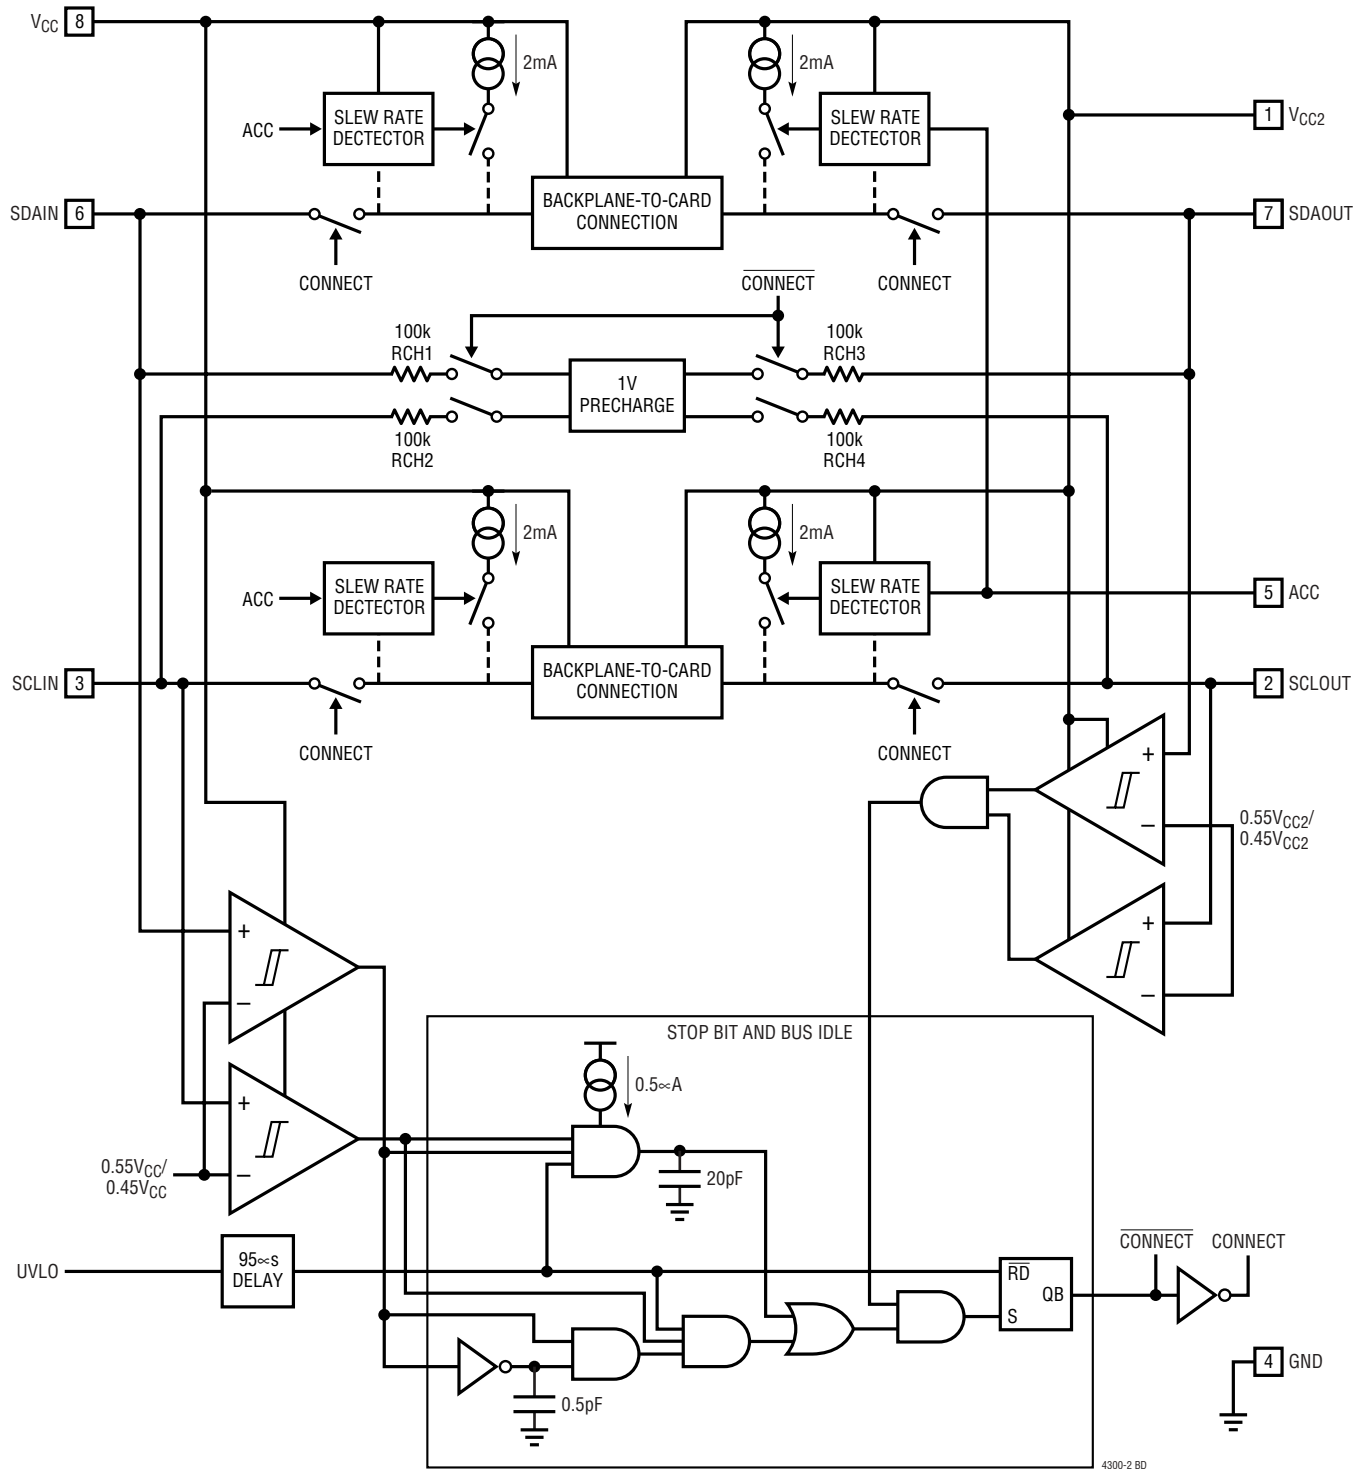 VCC 8
2mA
2mA
ACC
SLEW RATE
DECTECTOR
SLEW RATE
DECTECTOR
1 VCC2
SDAIN 6
BACKPLANE-TO-CARD
CONNECTION
7 SDAOUT
CONNECT
CONNECT
CONNECT
100k
RCH1
100k
RCH3
1V
PRECHARGE
100k
RCH2
100k
RCH4
2mA
2mA
ACC
SLEW RATE
DECTECTOR
SLEW RATE
DECTECTOR
5 ACC
SCLIN 3
BACKPLANE-TO-CARD
CONNECTION
2 SCLOUT
CONNECT
CONNECT
+
–
0.55VCC2/
0.45VCC2
+
–
+
–
STOP BIT AND BUS IDLE
0.5∝A
+
–
0.55VCC/
0.45VCC
20pF
UVLO
95∝s
DELAY
RD
QB
S
CONNECT
CONNECT
4 GND
0.5pF
4300-2 BD